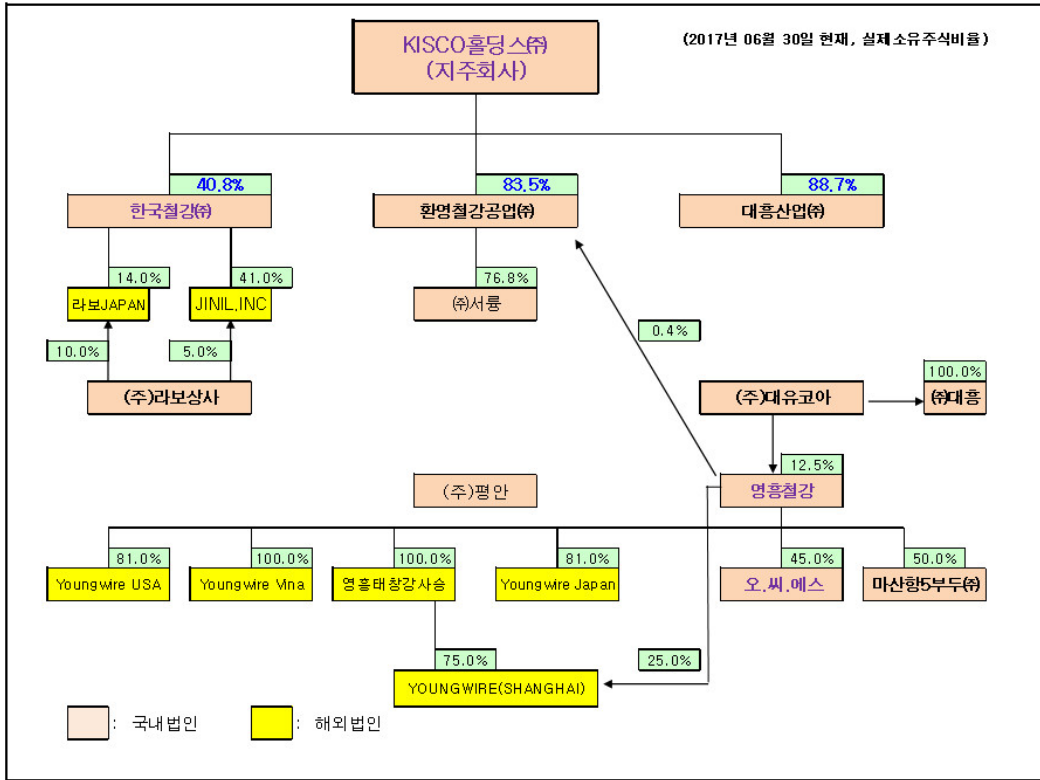 KISCO홀딩스㈜
(지주회사)
(2017년 06월 30일 현재, 실제소유주식비율)
40.8%
83.5%
88.7%
한국철강㈜
환영철강공업㈜
대흥산업㈜
14.0%
41.0%
76.8%
라보JAPAN
JINIL,INC
㈜서륭
0.4%
10.0%
5.0%
100.0%
(주)라보상사
(주)대유코아
㈜대흥
12.5%
(주)평안
영흥철강
81.0%
100.0%
100.0%
81.0%
45.0%
50.0%
Youngwire USA
Youngwire Vina
영흥태창강사승
Youngwire Japan
오.씨.에스
마산항5부두㈜
75.0%
25.0%
YOUNGWIRE(SHANGHAI)
: 국내법인
: 해외법인